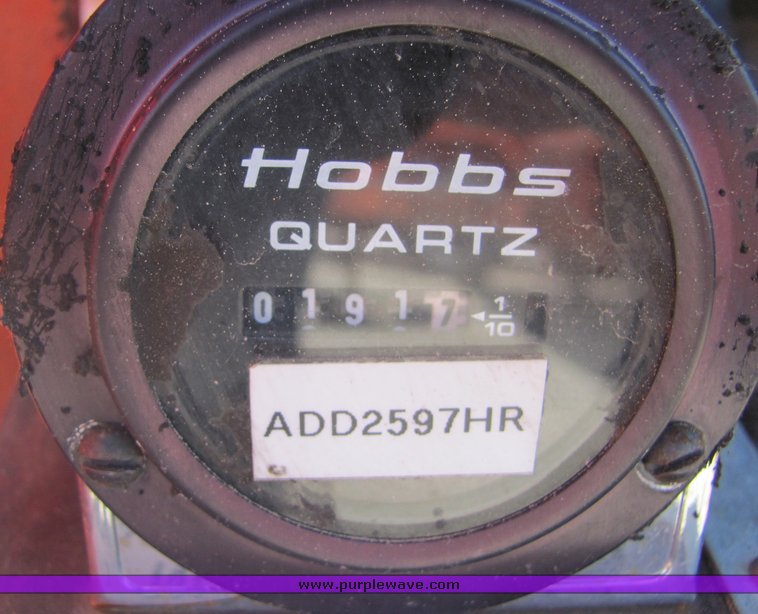 Hobbs
QUARTZ
0 1 9 1 7 ◄ 1/10
ADD2597HR
www.purplewave.com